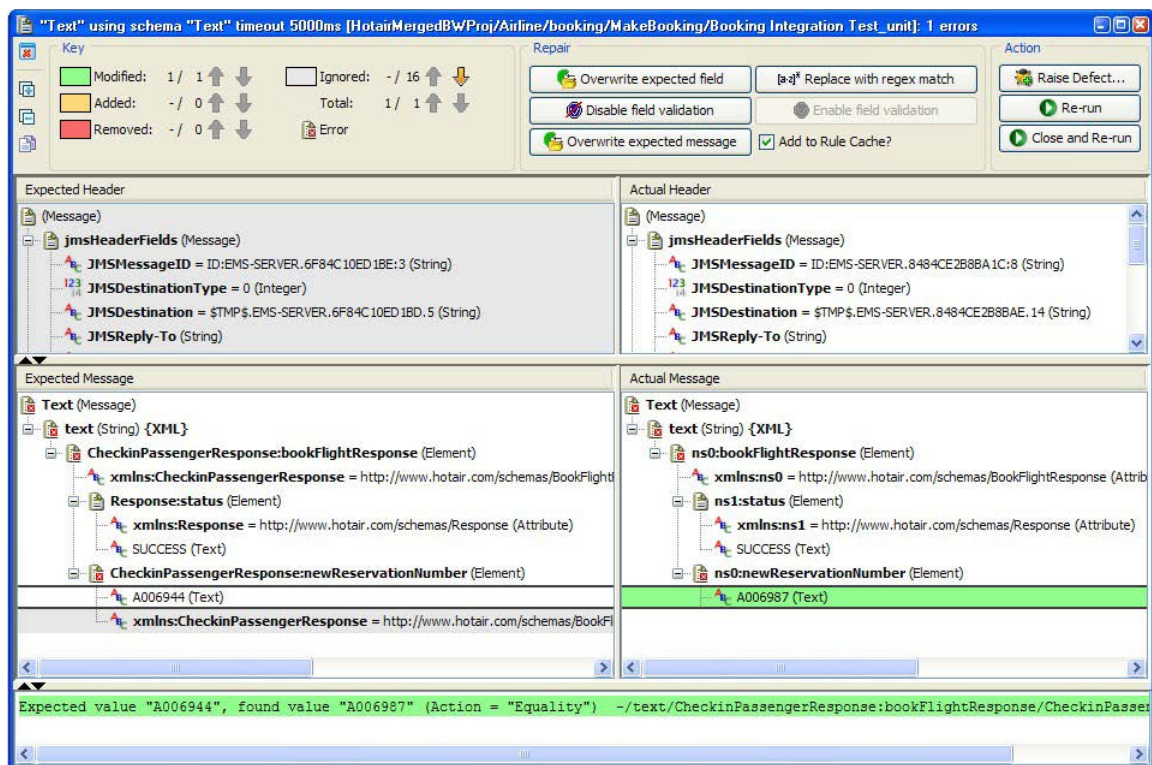 "Text" using schema "Text" timeout 5000ms [HotairMergedBWProj/Airline/booking/MakeBooking/Booking Integration Test_unit]: 1 errors
Key
Modified: 1 / 1
Ignored: - / 16
Added: - / 0
Total: 1 / 1
Removed: - / 0
Error
Repair
Overwrite expected field
[a-z]* Replace with regex match
Disable field validation
Enable field validation
Overwrite expected message
Add to Rule Cache?
Action
Raise Defect...
Re-run
Close and Re-run
Expected Header
(Message)
jmsHeaderFields (Message)
JMSMessageID = ID:EMS-SERVER.6F84C10ED1BE:3 (String)
JMSDestinationType = 0 (Integer)
JMSDestination = $TMP$.EMS-SERVER.6F84C10ED1BD.5 (String)
JMSReply-To (String)
Actual Header
(Message)
jmsHeaderFields (Message)
JMSMessageID = ID:EMS-SERVER.8484CE2B8BA1C:8 (String)
JMSDestinationType = 0 (Integer)
JMSDestination = $TMP$.EMS-SERVER.8484CE2B8BAE.14 (String)
JMSReply-To (String)
Expected Message
Text (Message)
text (String) {XML}
CheckinPassengerResponse:bookFlightResponse (Element)
xmlns:CheckinPassengerResponse = http://www.hotair.com/schemas/BookFlight
Response:status (Element)
xmlns:Response = http://www.hotair.com/schemas/Response (Attribute)
SUCCESS (Text)
CheckinPassengerResponse:newReservationNumber (Element)
A006944 (Text)
xmlns:CheckinPassengerResponse = http://www.hotair.com/schemas/BookFl
Actual Message
Text (Message)
text (String) {XML}
ns0:bookFlightResponse (Element)
xmlns:ns0 = http://www.hotair.com/schemas/BookFlightResponse (Attrib
ns1:status (Element)
xmlns:ns1 = http://www.hotair.com/schemas/Response (Attribute)
SUCCESS (Text)
ns0:newReservationNumber (Element)
A006987 (Text)
Expected value "A006944", found value "A006987" (Action = "Equality") -/text/CheckinPassengerResponse:bookFlightResponse/CheckinPassen